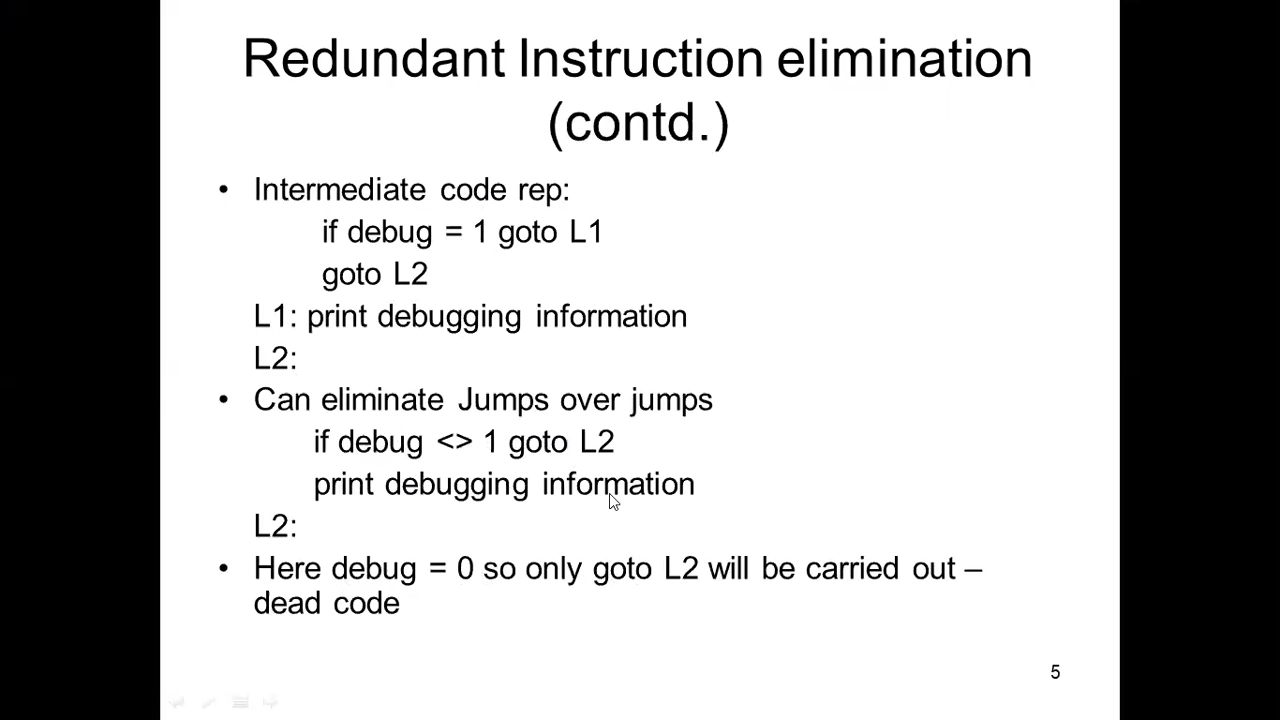 Redundant Instruction elimination
(contd.)
• Intermediate code rep:
if debug = 1 goto L1
goto L2
L1: print debugging information
L2:
• Can eliminate Jumps over jumps
if debug <> 1 goto L2
print debugging information
L2:
• Here debug = 0 so only goto L2 will be carried out –
dead code
5